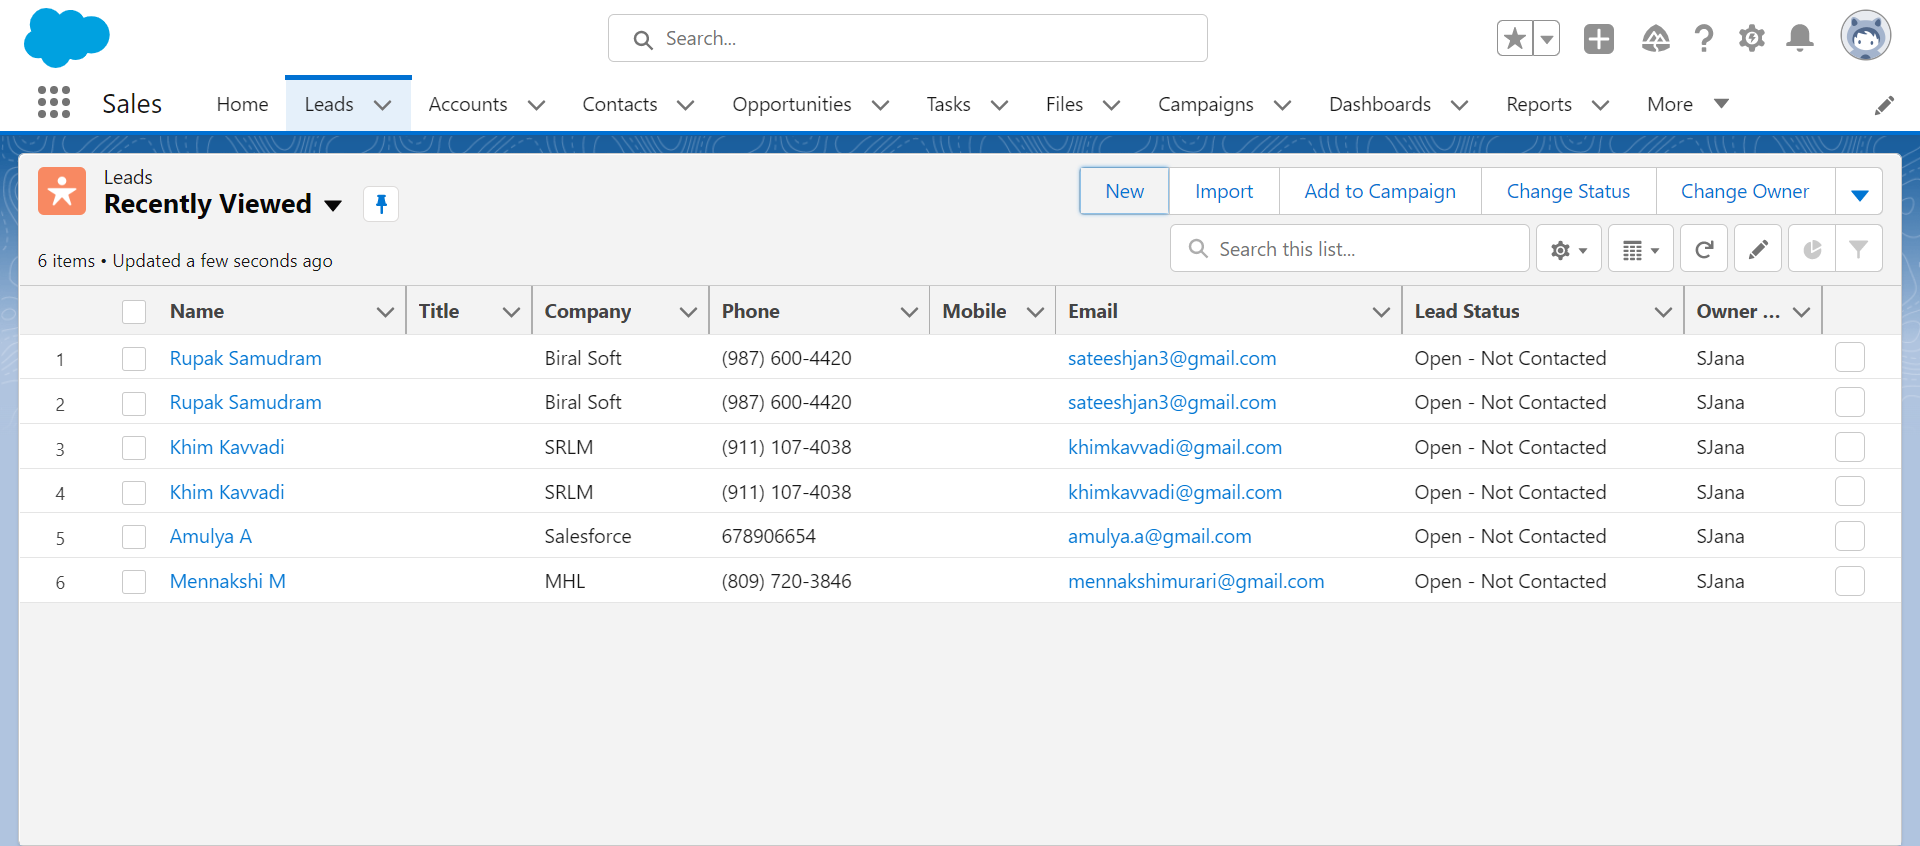 Search...
Sales Home Leads Accounts Contacts Opportunities Tasks Files Campaigns Dashboards Reports More
Leads
Recently Viewed
New Import Add to Campaign Change Status Change Owner
6 items • Updated a few seconds ago
Search this list...
Name Title Company Phone Mobile Email Lead Status Owner ...
1 Rupak Samudram Biral Soft (987) 600-4420 sateeshjan3@gmail.com Open - Not Contacted SJana
2 Rupak Samudram Biral Soft (987) 600-4420 sateeshjan3@gmail.com Open - Not Contacted SJana
3 Khim Kavvadi SRLM (911) 107-4038 khimkavvadi@gmail.com Open - Not Contacted SJana
4 Khim Kavvadi SRLM (911) 107-4038 khimkavvadi@gmail.com Open - Not Contacted SJana
5 Amulya A Salesforce 678906654 amulya.a@gmail.com Open - Not Contacted SJana
6 Mennakshi M MHL (809) 720-3846 mennakshimurari@gmail.com Open - Not Contacted SJana